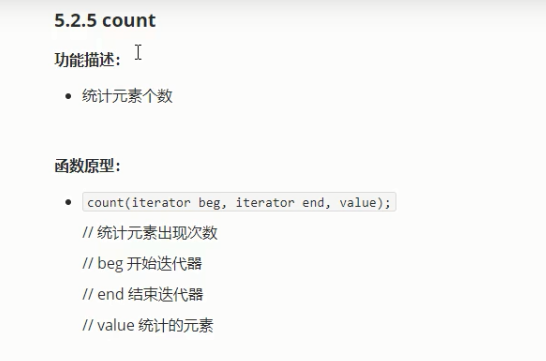 5.2.5 count
功能描述：
统计元素个数
函数原型：
count(iterator beg, iterator end, value);
// 统计元素出现次数
// beg 开始迭代器
// end 结束迭代器
// value 统计的元素